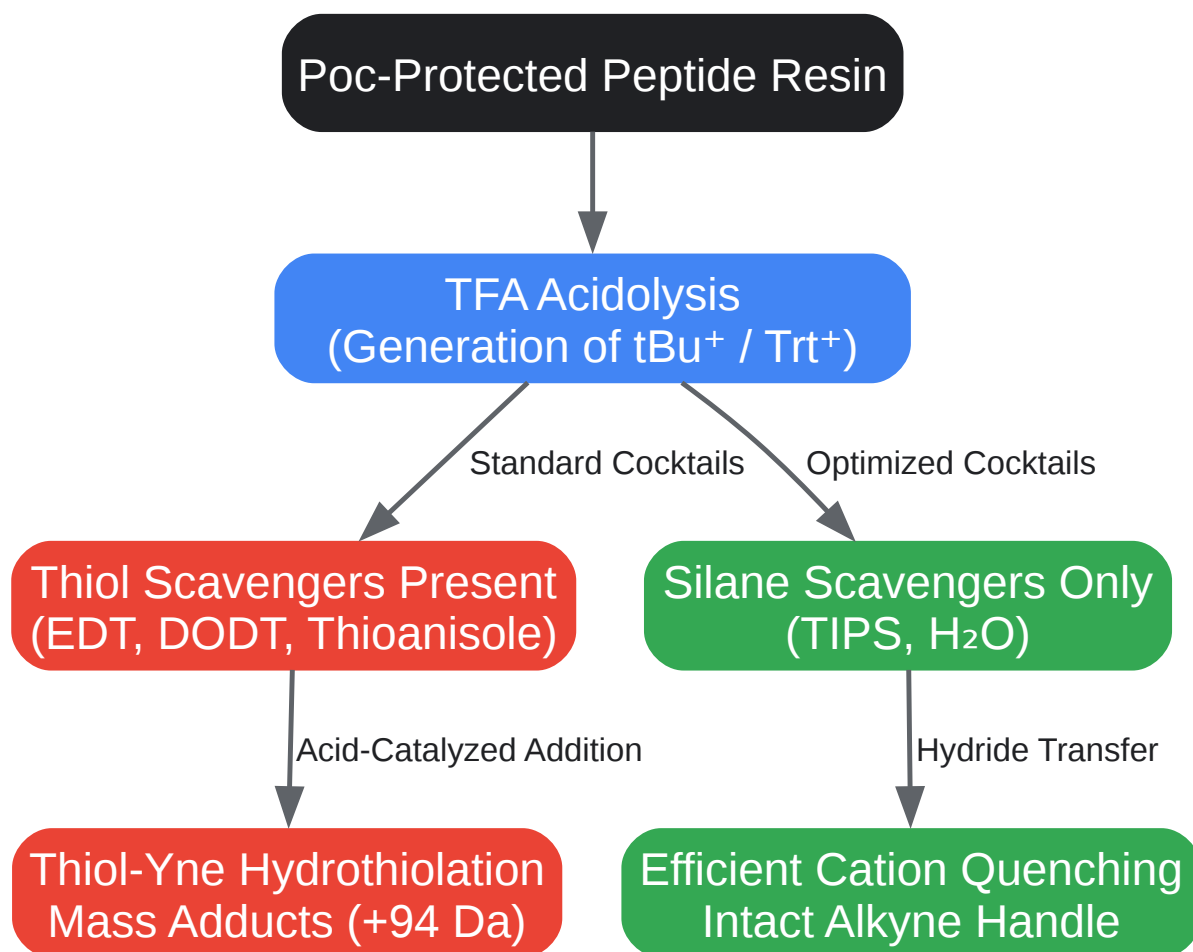 Poc-Protected Peptide Resin
TFA Acidolysis
(Generation of tBu⁺ / Trt⁺)
Standard Cocktails
Optimized Cocktails
Thiol Scavengers Present
(EDT, DODT, Thioanisole)
Silane Scavengers Only
(TIPS, H₂O)
Acid-Catalyzed Addition
Hydride Transfer
Thiol-Yne Hydrothiolation
Mass Adducts (+94 Da)
Efficient Cation Quenching
Intact Alkyne Handle